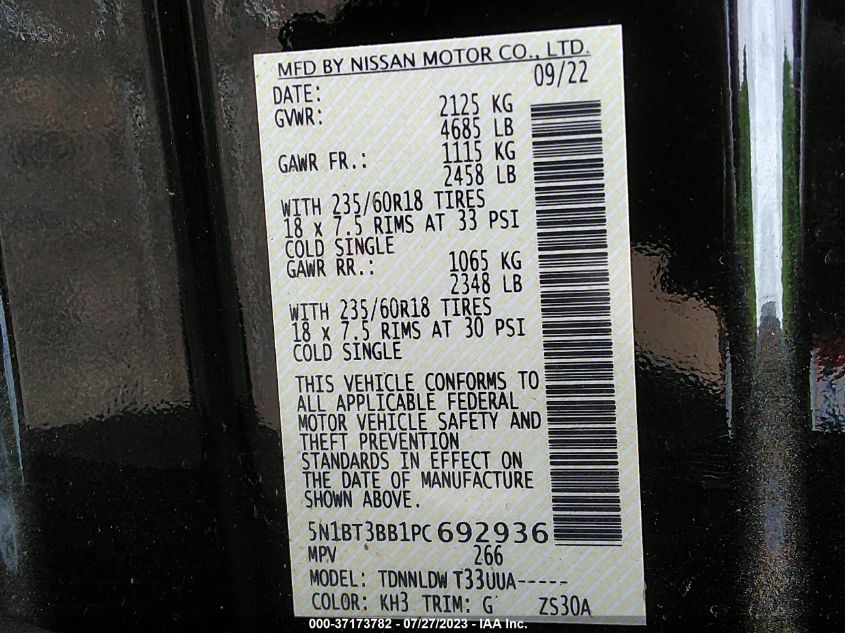 MFD BY NISSAN MOTOR CO., LTD.
DATE: 09/22
GVWR: 2125 KG
4685 LB
GAWR FR.: 1115 KG
2458 LB
WITH 235/60R18 TIRES
18 x 7.5 RIMS AT 33 PSI
COLD SINGLE
GAWR RR.: 1065 KG
2348 LB
WITH 235/60R18 TIRES
18 x 7.5 RIMS AT 30 PSI
COLD SINGLE
THIS VEHICLE CONFORMS TO
ALL APPLICABLE FEDERAL
MOTOR VEHICLE SAFETY AND
THEFT PREVENTION
STANDARDS IN EFFECT ON
THE DATE OF MANUFACTURE
SHOWN ABOVE.
5N1BT3BB1PC692936
MPV 266
MODEL: TDNNLDW T33UUA-----
COLOR: KH3 TRIM: G ZS30A
000-37173782 - 07/27/2023 - IAA Inc.